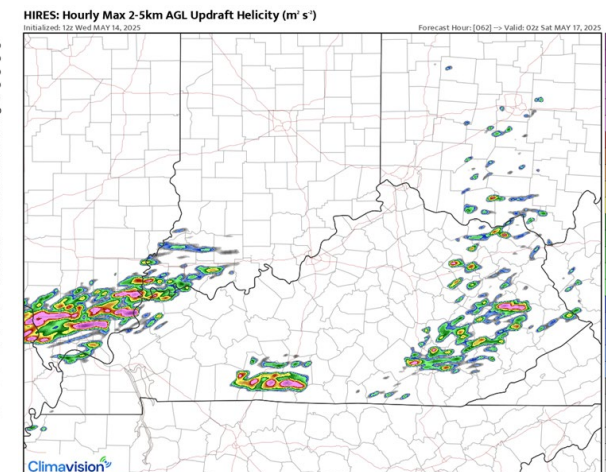 HIRES: Hourly Max 2-5km AGL Updraft Helicity (m² s⁻²)
Initialized: 12z Wed MAY 14, 2025
Forecast Hour: [062] --> Valid: 02z Sat MAY 17, 2025
Climavision